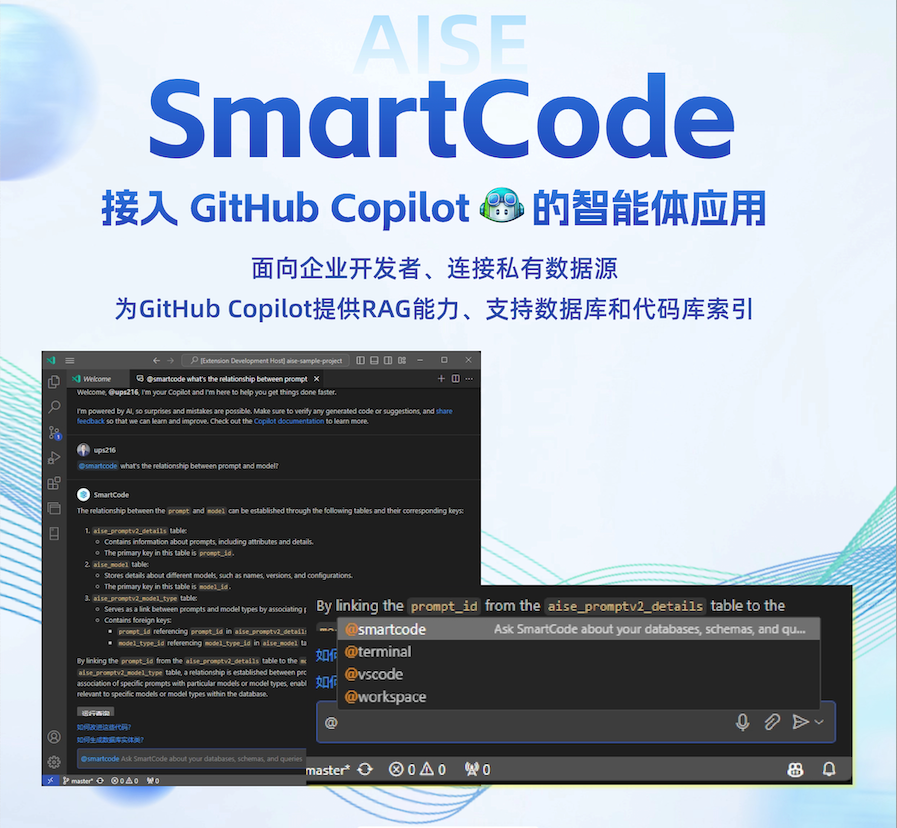 AISE
SmartCode
接入 GitHub Copilot 的智能体应用
面向企业开发者、连接私有数据源
为GitHub Copilot提供RAG能力、支持数据库和代码库索引
[Extension Development Host] aise-sample-project
Welcome
@smartcode what's the relationship between prompt
Welcome, @ups216, I'm your Copilot and I'm here to help you get things done faster.
I'm powered by AI, so surprises and mistakes are possible. Make sure to verify any generated code or suggestions, and share
feedback so that we can learn and improve. Check out the Copilot documentation to learn more.
ups216
@smartcode what's the relationship between prompt and model?
SmartCode
The relationship between the prompt and model can be established through the following tables and their corresponding keys:
1. aise_promptv2_details table:
Contains information about prompts, including attributes and details.
The primary key in this table is prompt_id.
2. aise_model table:
Stores details about different models, such as names, versions, and configurations.
The primary key in this table is model_id.
3. aise_promptv2_model_type table:
Serves as a link between prompts and model types by associating
Contains foreign keys:
prompt_id referencing prompt_id in aise_promptv2_details
model_type_id referencing model_id in aise_model
By linking the prompt_id from the aise_promptv2_details table to the
aise_promptv2_model_type table, a relationship is established between
association of specific prompts with particular models or model types,
relevant to specific models or model types within the database.
运行查询
如何改进这些代码?
如何生成数据库实体类?
@smartcode Ask SmartCode about your databases, schemas, and queries
master* 0 0 0
By linking the prompt_id from the aise_promptv2_details table to the
@smartcode Ask SmartCode about your databases, schemas, and qu...
@terminal
如何
@vscode
如何
@workspace
@
master* 0 0 0